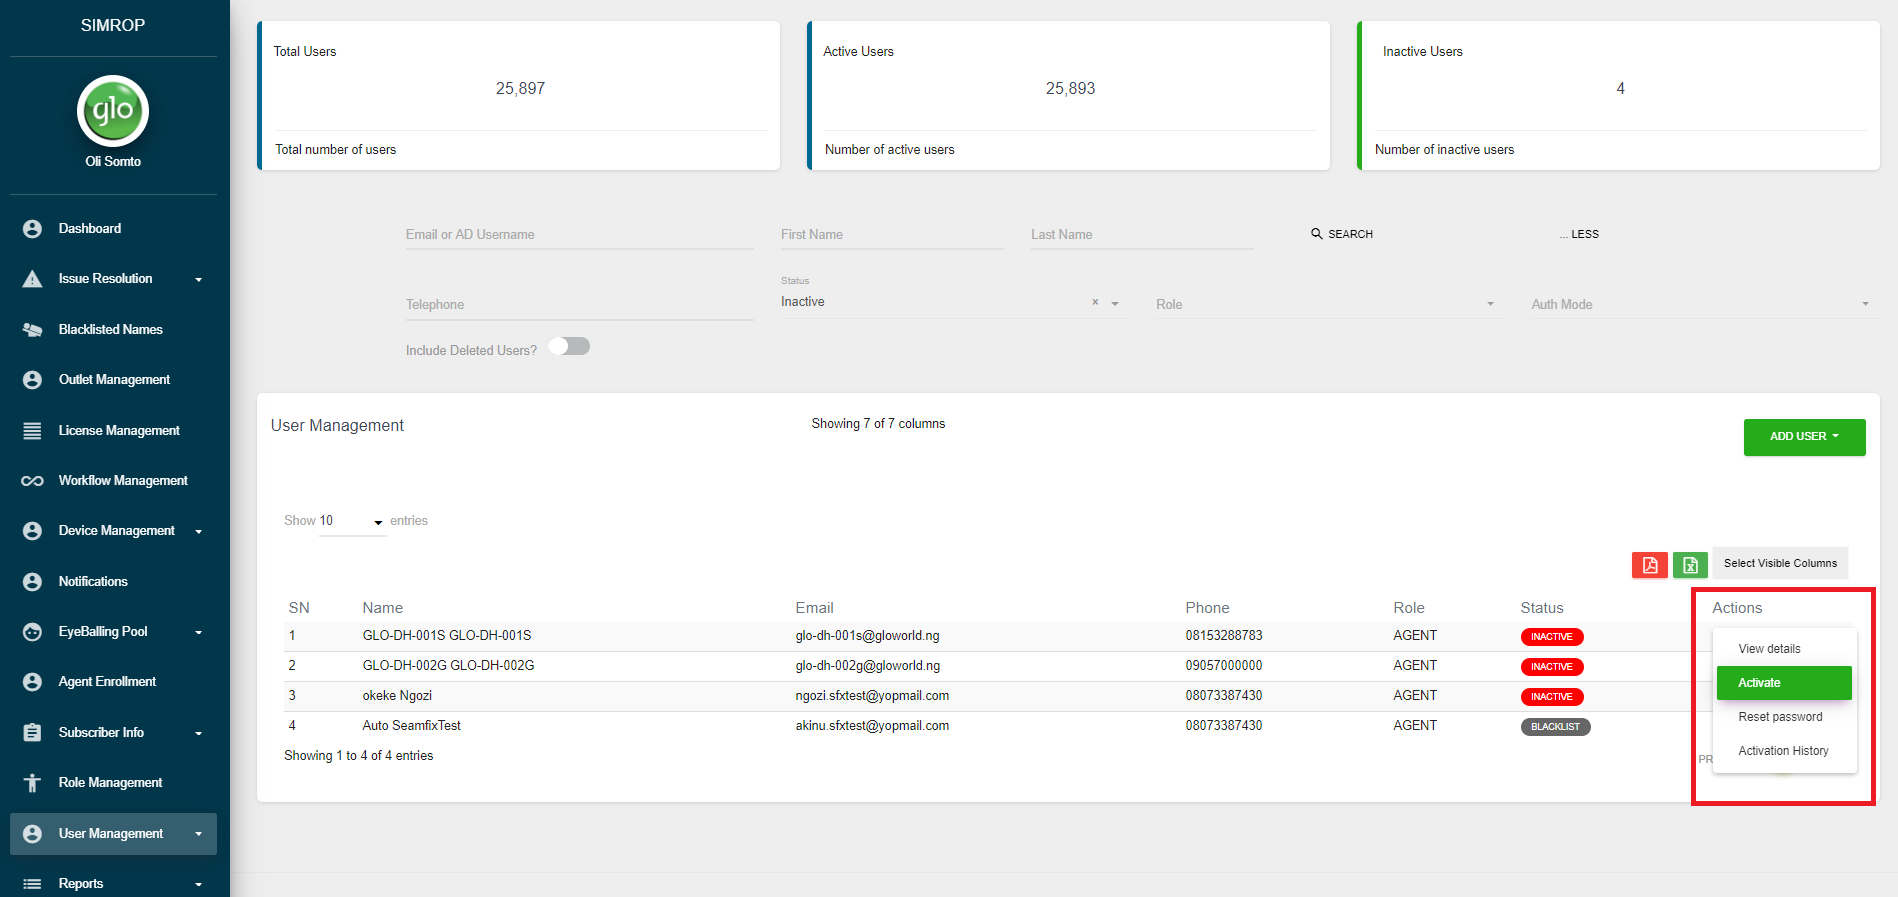 SIMROP
glo
Oli Somto
Dashboard
Issue Resolution
Blacklisted Names
Outlet Management
License Management
Workflow Management
Device Management
Notifications
EyeBalling Pool
Agent Enrollment
Subscriber Info
Role Management
User Management
Reports
Total Users
25,897
Total number of users
Active Users
25,893
Number of active users
Inactive Users
4
Number of inactive users
Email or AD Username
First Name
Last Name
SEARCH
... LESS
Telephone
Status
Inactive
×
Role
Auth Mode
Include Deleted Users?
User Management
Showing 7 of 7 columns
ADD USER
Show 10 entries
Select Visible Columns
SN Name Email Phone Role Status Actions
1 GLO-DH-001S GLO-DH-001S glo-dh-001s@gloworld.ng 08153288783 AGENT INACTIVE
2 GLO-DH-002G GLO-DH-002G glo-dh-002g@gloworld.ng 09057000000 AGENT INACTIVE
3 okeke Ngozi ngozi.sfxtest@yopmail.com 08073387430 AGENT INACTIVE
4 Auto SeamfixTest akinu.sfxtest@yopmail.com 08073387430 AGENT BLACKLIST
Showing 1 to 4 of 4 entries
PR
View details
Activate
Reset password
Activation History